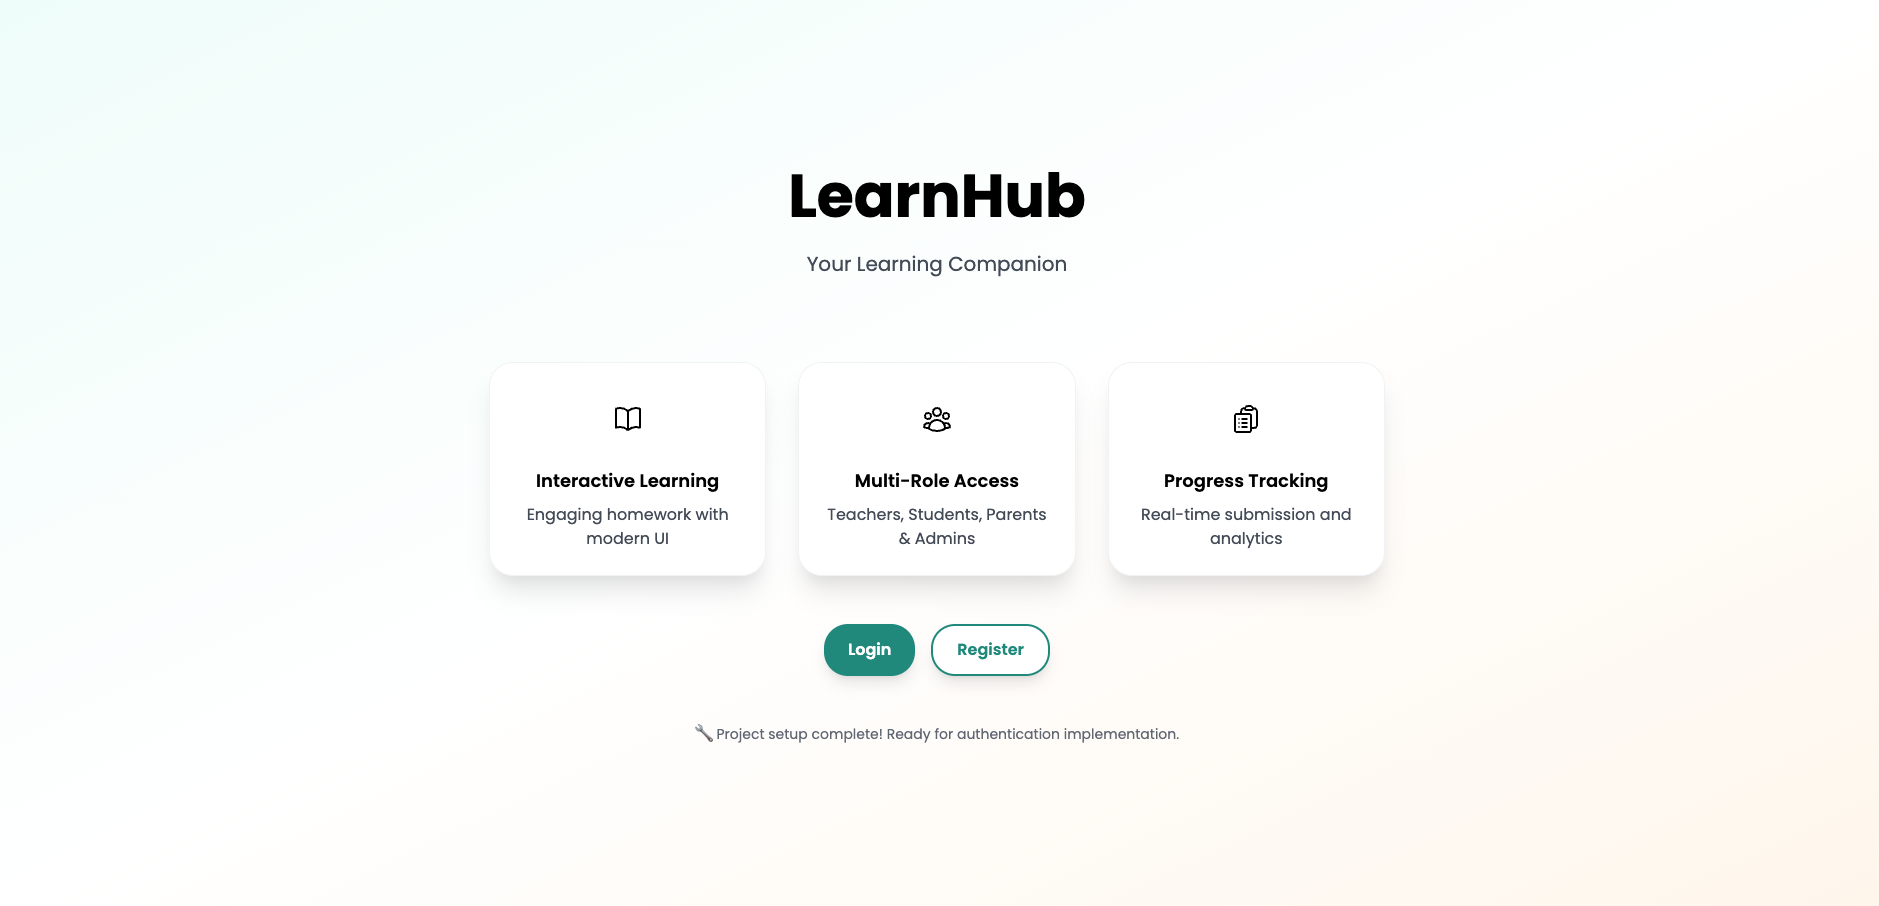 LearnHub
Your Learning Companion
Interactive Learning
Engaging homework with
modern UI
Multi-Role Access
Teachers, Students, Parents
& Admins
Progress Tracking
Real-time submission and
analytics
Login
Register
🔧 Project setup complete! Ready for authentication implementation.